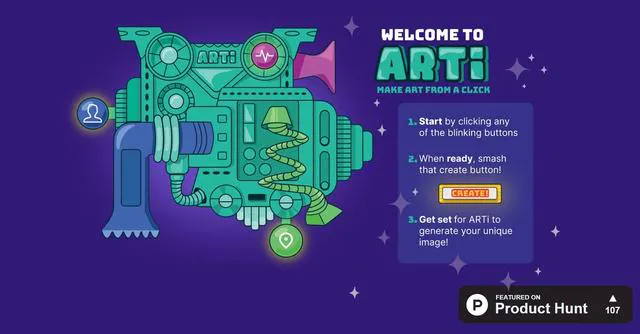 ARTi
WELCOME TO
ARTi
MAKE ART FROM A CLICK
1. Start by clicking any
of the blinking buttons
2. When ready, smash
that create button!
CREATE!
3. Get set for ARTi to
generate your unique
image!
P
FEATURED ON
Product Hunt
▲
107